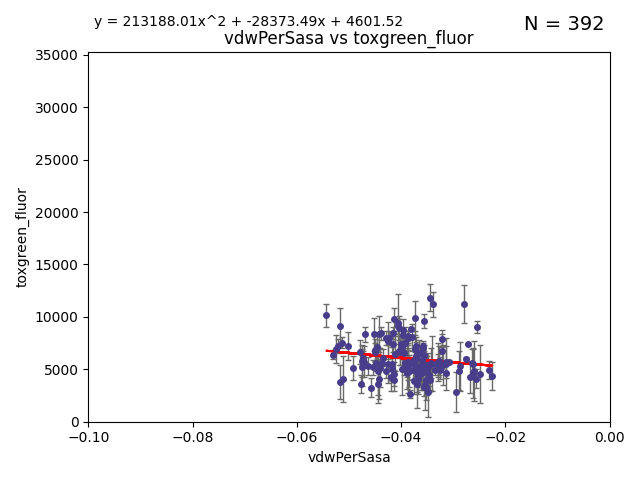 y = 213188.01x^2 + -28373.49x + 4601.52
N = 392
vdwPerSasa vs toxgreen_fluor
35000
30000
25000
20000
15000
10000
5000
0
toxgreen_fluor
−0.10
−0.08
−0.06
−0.04
−0.02
0.00
vdwPerSasa